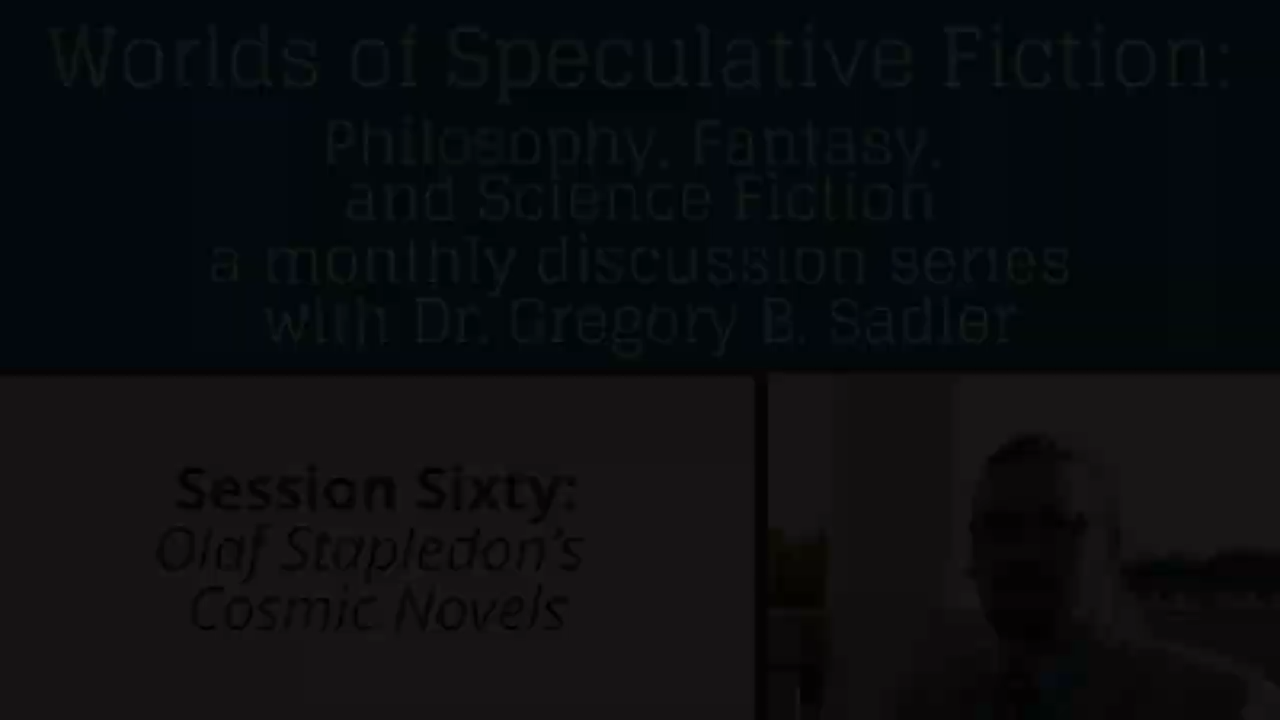 Worlds of Speculative Fiction:
Philosophy, Fantasy,
and Science Fiction
a monthly discussion series
with Dr. Gregory B. Sadler
Session Sixty:
Olaf Stapledon's
Cosmic Novels